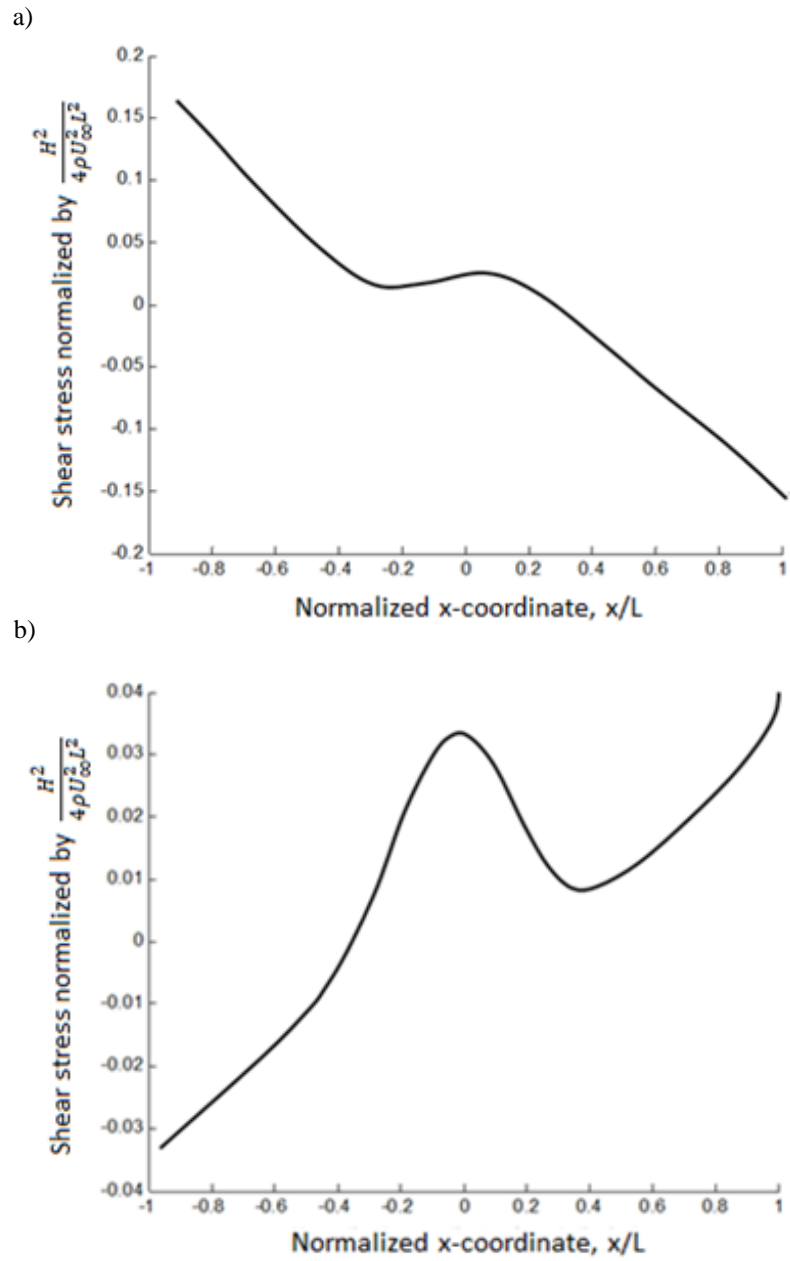 a)
0.2
0.15
0.1
0.05
0
-0.05
-0.1
-0.15
-0.2
Shear stress normalized by H² / 4ρU∞²L²
-1 -0.8 -0.6 -0.4 -0.2 0 0.2 0.4 0.6 0.8 1
Normalized x-coordinate, x/L
b)
0.04
0.03
0.02
0.01
0
-0.01
-0.02
-0.03
-0.04
Shear stress normalized by H² / 4ρU∞²L²
-1 -0.8 -0.6 -0.4 -0.2 0 0.2 0.4 0.6 0.8 1
Normalized x-coordinate, x/L